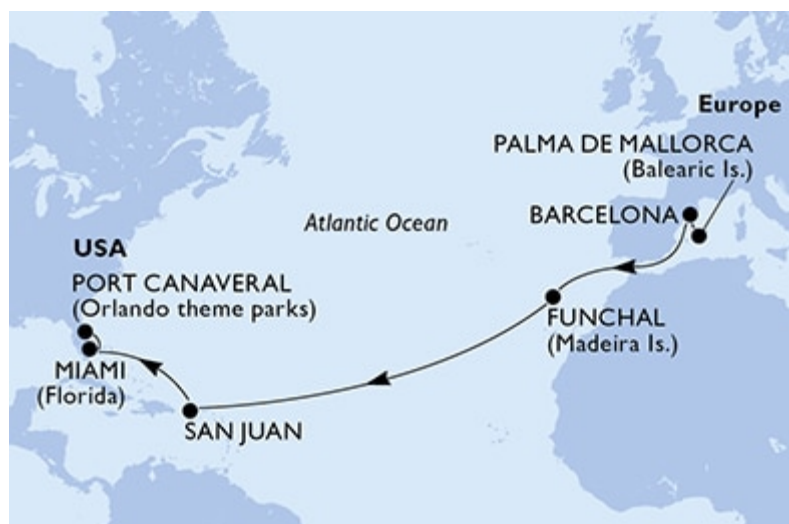 Europe
PALMA DE MALLORCA
(Balearic Is.)
BARCELONA
Atlantic Ocean
USA
PORT CANAVERAL
(Orlando theme parks)
FUNCHAL
(Madeira Is.)
MIAMI
(Florida)
SAN JUAN